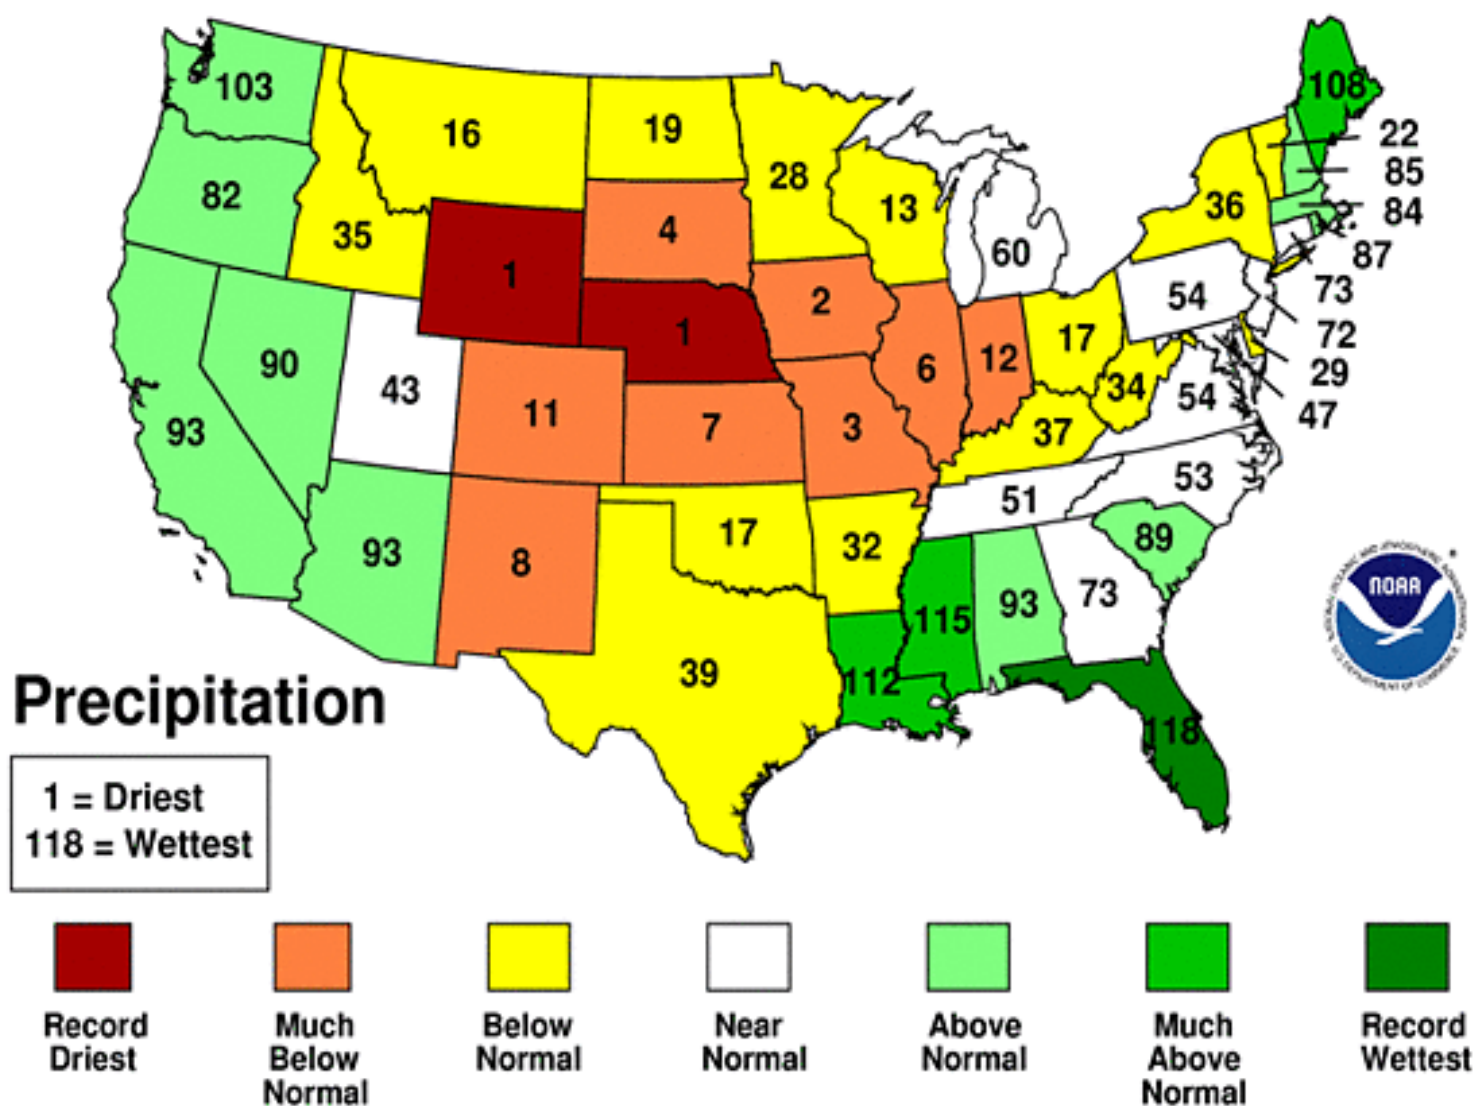 103
108
16
19
22
28
85
82
13
36
84
4
35
60
87
1
54
73
2
1
72
17
90
12
29
6
43
34
54
47
11
7
3
37
93
53
51
17
89
32
93
8
NOAA
73
93
115
39
112
118
Precipitation
1 = Driest
118 = Wettest
Record
Driest
Much
Below
Normal
Below
Normal
Near
Normal
Above
Normal
Much
Above
Normal
Record
Wettest